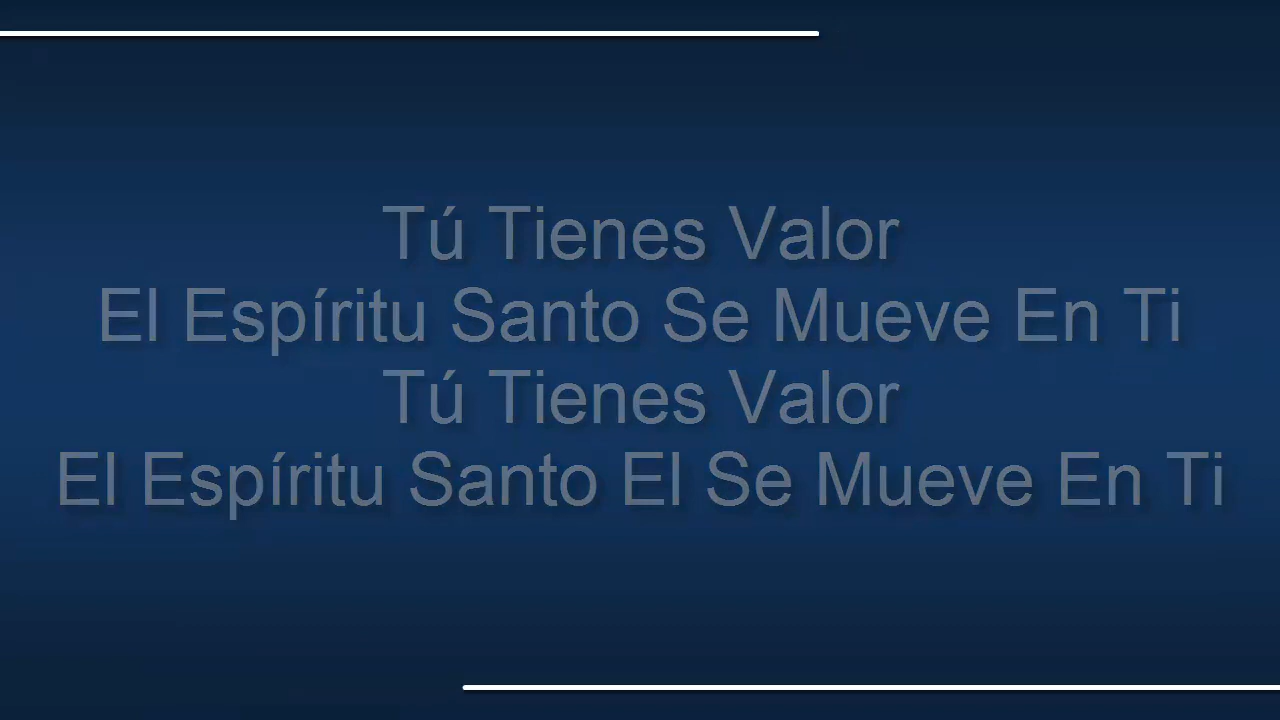 Tú Tienes Valor
El Espíritu Santo Se Mueve En Ti
Tú Tienes Valor
El Espíritu Santo El Se Mueve En Ti